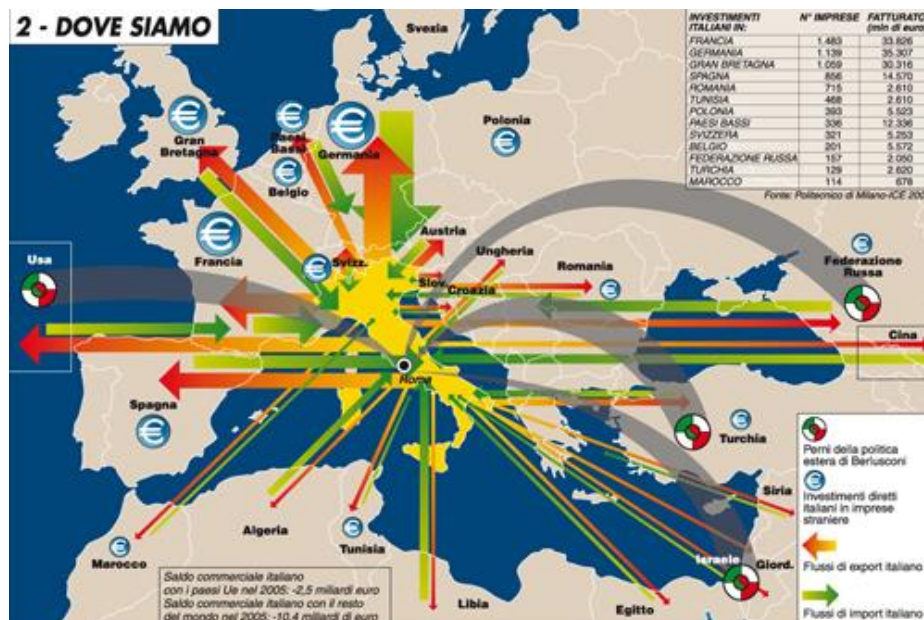 2 - DOVE SIAMO
Svezia
INVESTIMENTI ITALIANI IN: N° IMPRESE FATTURATO (mln di euro)
FRANCIA 1.483 33.826
GERMANIA 1.139 35.307
GRAN BRETAGNA 1.059 30.316
SPAGNA 856 14.570
ROMANIA 715 2.610
TUNISIA 468 2.610
POLONIA 393 5.523
PAESI BASSI 336 12.336
SVIZZERA 321 5.253
BELGIO 201 5.572
FEDERAZIONE RUSSA 157 2.050
TURCHIA 129 2.620
MAROCCO 114 678
Fonte: Politecnico di Milano-ICE
Gran
Bretagna
Paesi
Bassi
Germania
Polonia
Belgio
Francia
Svizz.
Austria
Slov.
Croazia
Ungheria
Romania
Federazione
Russa
Usa
Cina
Roma
Spagna
Turchia
Siria
Israele
Giord.
Marocco
Algeria
Tunisia
Libia
Egitto
Perni della politica
estera di Berlusconi
Investimenti diretti
italiani in imprese
straniere
Flussi di export italiano
Flussi di import italiano
Saldo commerciale italiano
con i paesi Ue nel 2005: -2,5 miliardi euro
Saldo commerciale italiano con il resto
del mondo nel 2005: -10,4 miliardi di euro